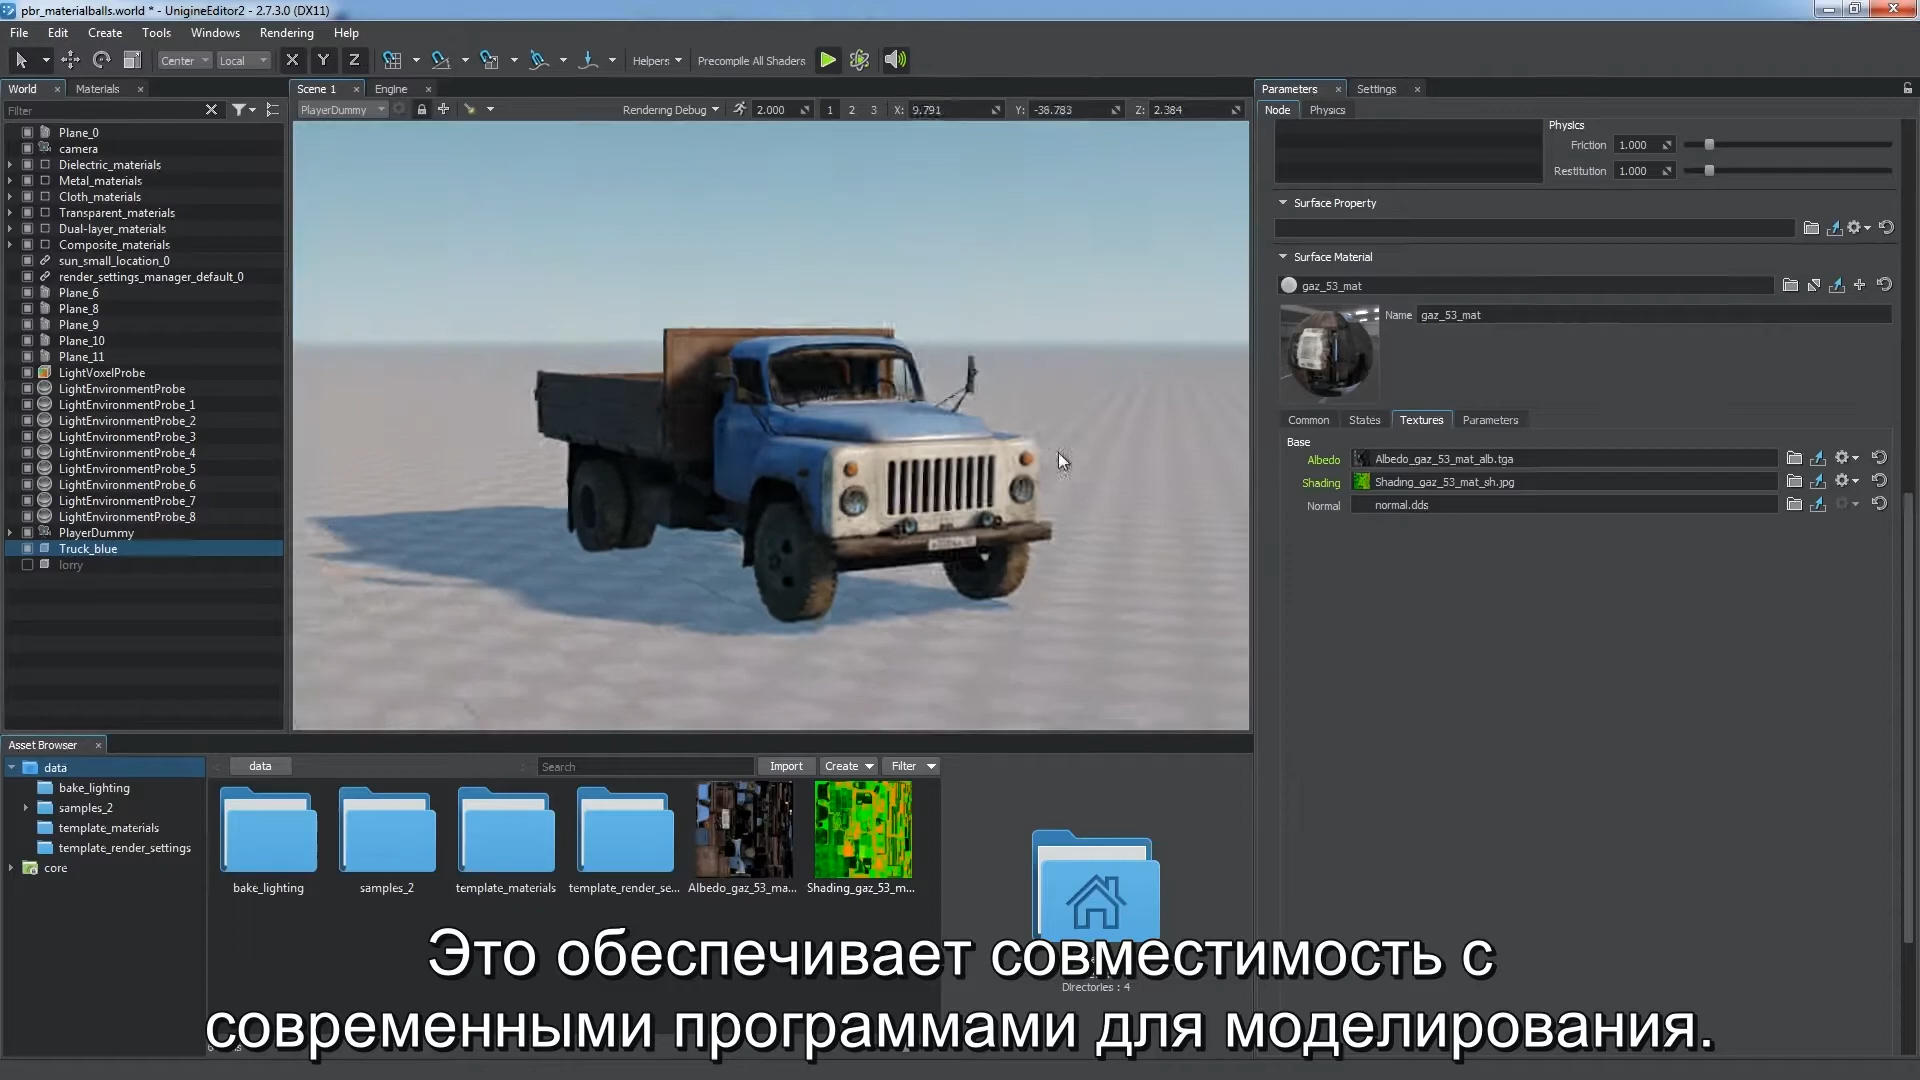 pbr_materialballs.world * - UnigineEditor2 - 2.7.3.0 (DX11)
File Edit Create Tools Windows Rendering Help
Center Local X Y Z Helpers Precompile All Shaders
World Materials
Filter
Plane_0
camera
Dielectric_materials
Metal_materials
Cloth_materials
Transparent_materials
Dual-layer_materials
Composite_materials
sun_small_location_0
render_settings_manager_default_0
Plane_6
Plane_8
Plane_9
Plane_10
Plane_11
LightVoxelProbe
LightEnvironmentProbe
LightEnvironmentProbe_1
LightEnvironmentProbe_2
LightEnvironmentProbe_3
LightEnvironmentProbe_4
LightEnvironmentProbe_5
LightEnvironmentProbe_6
LightEnvironmentProbe_7
LightEnvironmentProbe_8
PlayerDummy
Truck_blue
lorry
Scene 1 Engine
PlayerDummy Rendering Debug 2.000 1 2 3 X: 9.791 Y: -36.783 Z: 2.384
Parameters Settings
Node Physics
Physics
Friction 1.000
Restitution 1.000
Surface Property
Surface Material
gaz_53_mat
Name gaz_53_mat
Common States Textures Parameters
Base
Albedo Albedo_gaz_53_mat_alb.tga
Shading Shading_gaz_53_mat_sh.jpg
Normal normal.dds
Asset Browser
data
bake_lighting
samples_2
template_materials
template_render_settings
core
data Search Import Create Filter
bake_lighting samples_2 template_materials template_render_se... Albedo_gaz_53_ma... Shading_gaz_53_m...
Directories : 4
Это обеспечивает совместимость с
современными программами для моделирования.